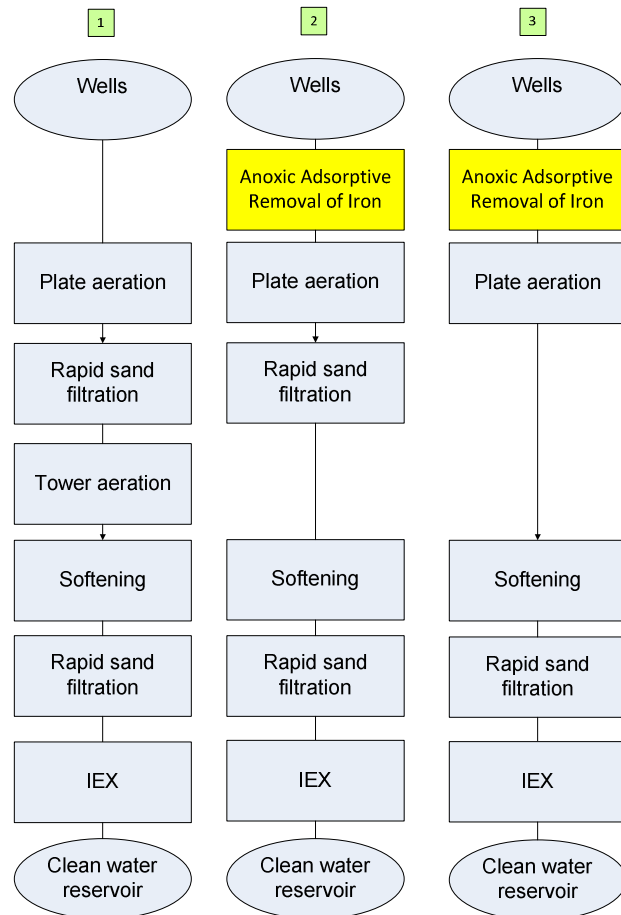 1
Wells
Plate aeration
Rapid sand
filtration
Tower aeration
Softening
Rapid sand
filtration
IEX
Clean water
reservoir
2
Wells
Anoxic Adsorptive
Removal of Iron
Plate aeration
Rapid sand
filtration
Softening
Rapid sand
filtration
IEX
Clean water
reservoir
3
Wells
Anoxic Adsorptive
Removal of Iron
Plate aeration
Softening
Rapid sand
filtration
IEX
Clean water
reservoir